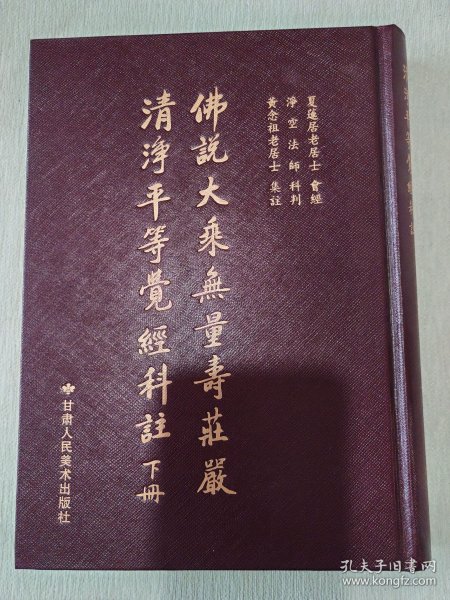 夏蓮居老居士 會經
淨空法師 科判
黃念祖老居士 集註
佛說大乘無量壽莊嚴
清淨平等覺經科註 下冊
甘肃人民美术出版社
孔夫子旧书网
www.kongfz.com